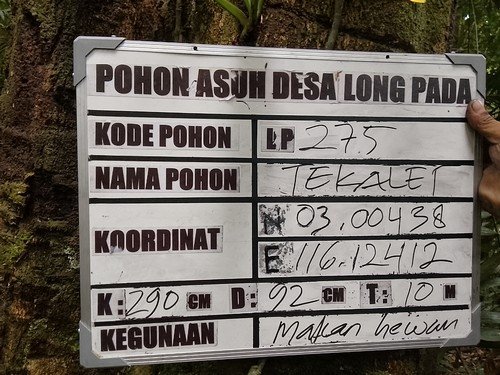 POHON ASUH DESA LONG PADA
KODE POHON LP 275
NAMA POHON TEKALET
KOORDINAT N 03.00438
E 116.12412
K: 290 CM D: 92 CM T: 10 M
KEGUNAAN Makan hewan